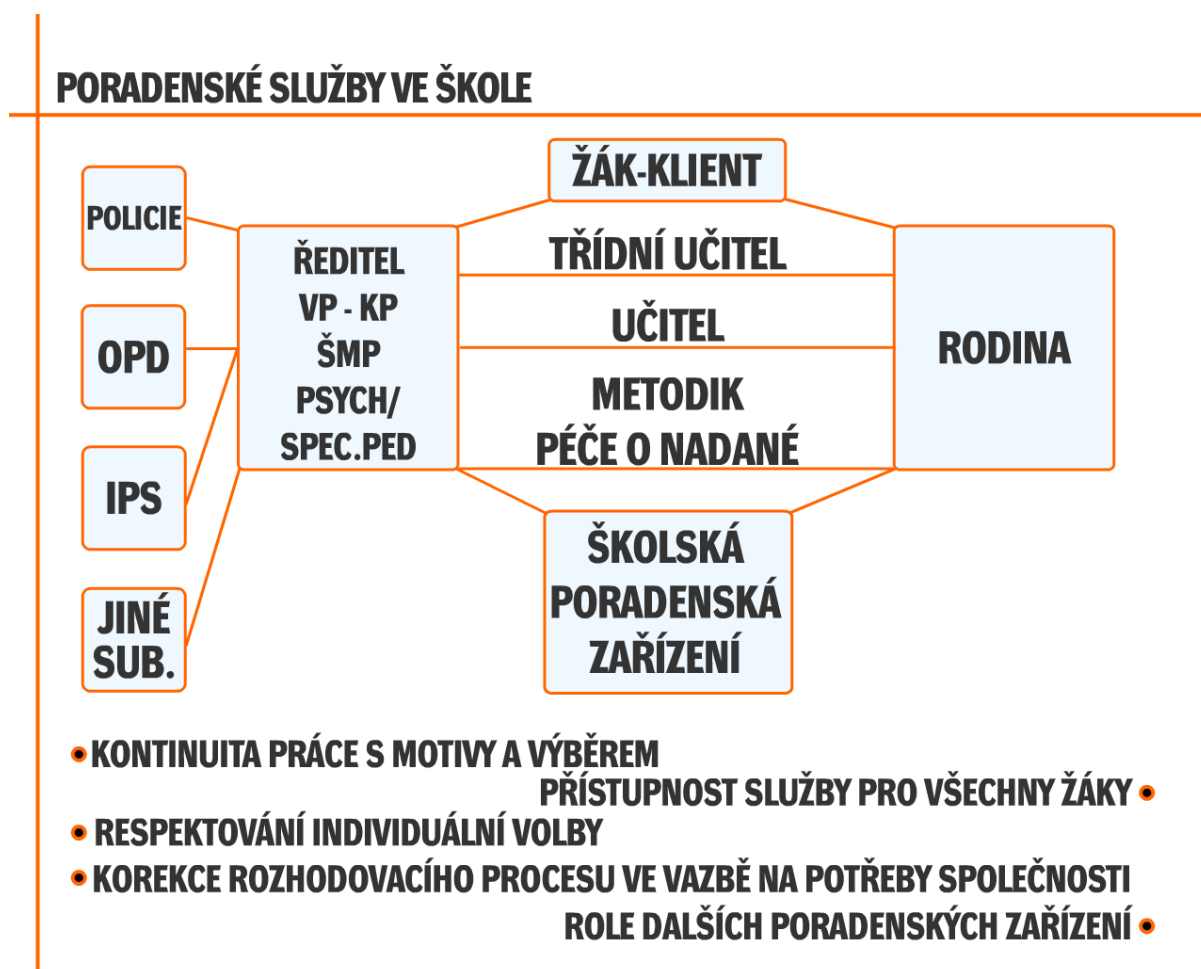 PORADENSKÉ SLUŽBY VE ŠKOLE
ŽÁK-KLIENT
POLICIE
OPD
IPS
JINÉ
SUB.
ŘEDITEL
VP - KP
ŠMP
PSYCH/
SPEC.PED
TŘÍDNÍ UČITEL
UČITEL
METODIK
PÉČE O NADANÉ
RODINA
ŠKOLSKÁ
PORADENSKÁ
ZAŘÍZENÍ
KONTINUITA PRÁCE S MOTIVY A VÝBĚREM
PŘÍSTUPNOST SLUŽBY PRO VŠECHNY ŽÁKY
RESPEKTOVÁNÍ INDIVIDUÁLNÍ VOLBY
KOREKCE ROZHODOVACÍHO PROCESU VE VAZBĚ NA POTŘEBY SPOLEČNOSTI
ROLE DALŠÍCH PORADENSKÝCH ZAŘÍZENÍ